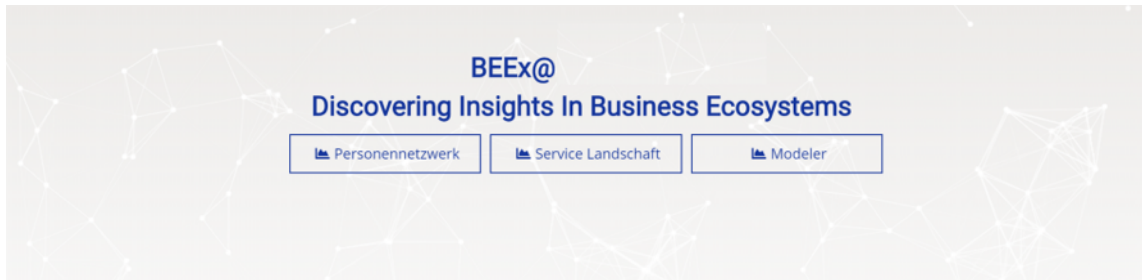 BEEx@
Discovering Insights In Business Ecosystems
Personennetzwerk Service Landschaft Modeler